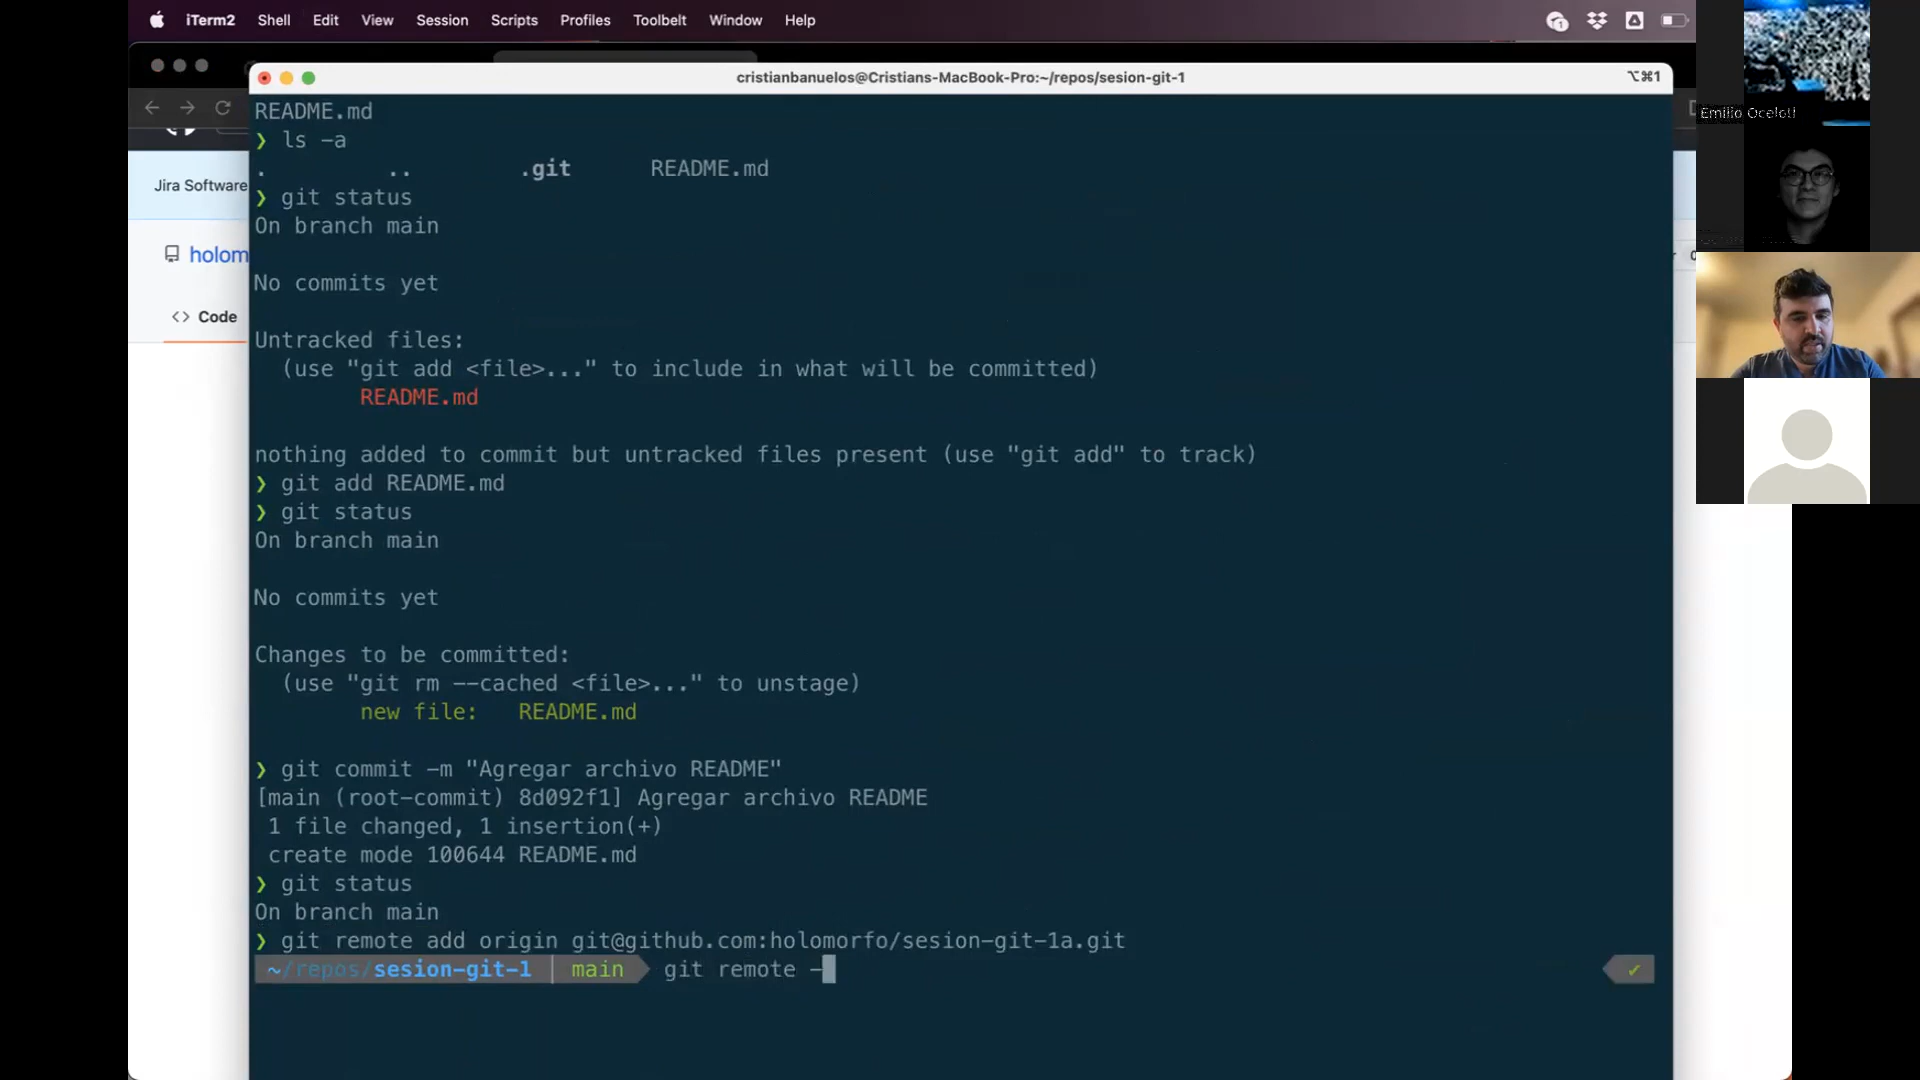 iTerm2 Shell Edit View Session Scripts Profiles Toolbelt Window Help
cristianbanuelos@Cristians-MacBook-Pro:~/repos/sesion-git-1 ⌥⌘1
README.md
❯ ls -a
. .. .git README.md
❯ git status
On branch main
No commits yet
Untracked files:
(use "git add <file>..." to include in what will be committed)
README.md
nothing added to commit but untracked files present (use "git add" to track)
❯ git add README.md
❯ git status
On branch main
No commits yet
Changes to be committed:
(use "git rm --cached <file>..." to unstage)
new file: README.md
❯ git commit -m "Agregar archivo README"
[main (root-commit) 8d092f1] Agregar archivo README
1 file changed, 1 insertion(+)
create mode 100644 README.md
❯ git status
On branch main
❯ git remote add origin git@github.com:holomorfo/sesion-git-1a.git
~/repos/sesion-git-1 main git remote - ✔
Jira Software
holom
<> Code
Emilio Ocelotl